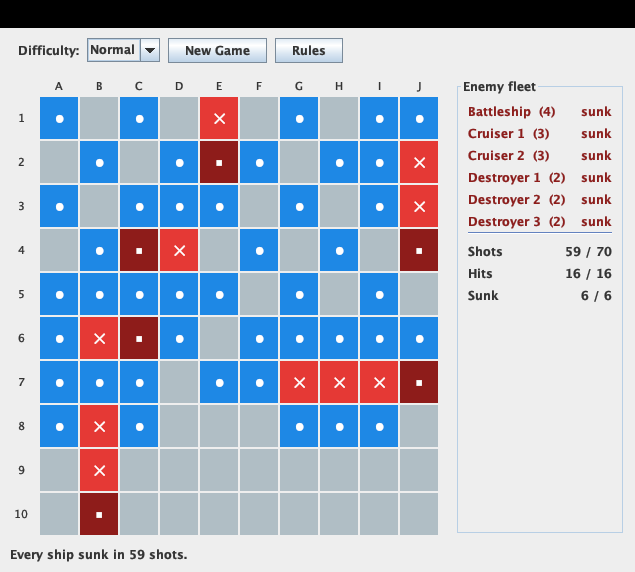 Difficulty: Normal New Game Rules
A B C D E F G H I J
Enemy fleet
1
2
3
4
5
6
7
8
9
10
Battleship (4) sunk
Cruiser 1 (3) sunk
Cruiser 2 (3) sunk
Destroyer 1 (2) sunk
Destroyer 2 (2) sunk
Destroyer 3 (2) sunk
Shots 59 / 70
Hits 16 / 16
Sunk 6 / 6
Every ship sunk in 59 shots.